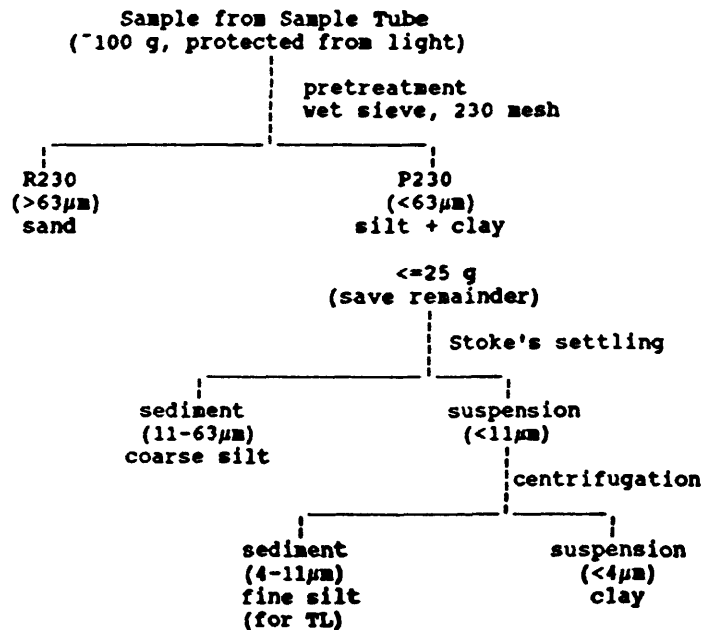 Sample from Sample Tube
(~100 g, protected from light)
pretreatment
wet sieve, 230 mesh
R230
(>63μm)
sand
P230
(<63μm)
silt + clay
<=25 g
(save remainder)
Stoke's settling
sediment
(11-63μm)
coarse silt
suspension
(<11μm)
centrifugation
sediment
(4-11μm)
fine silt
(for TL)
suspension
(<4μm)
clay